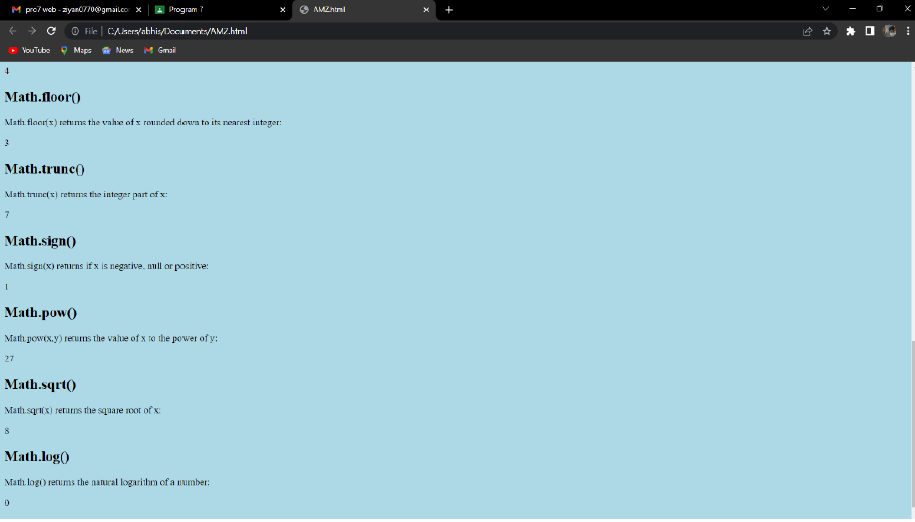 pro7 web - ziyan0770@gmail.co
Program 7
AMZ.html
File | C:/Users/abhis/Documents/AMZ.html
YouTube
Maps
News
Gmail
4
Math.floor()
Math.floor(x) returns the value of x rounded down to its nearest integer:
3
Math.trunc()
Math.trunc(x) returns the integer part of x:
7
Math.sign()
Math.sign(x) returns if x is negative, null or positive:
1
Math.pow()
Math.pow(x,y) returns the value of x to the power of y:
27
Math.sqrt()
Math.sqrt(x) returns the square root of x:
8
Math.log()
Math.log() returns the natural logarithm of a number:
0